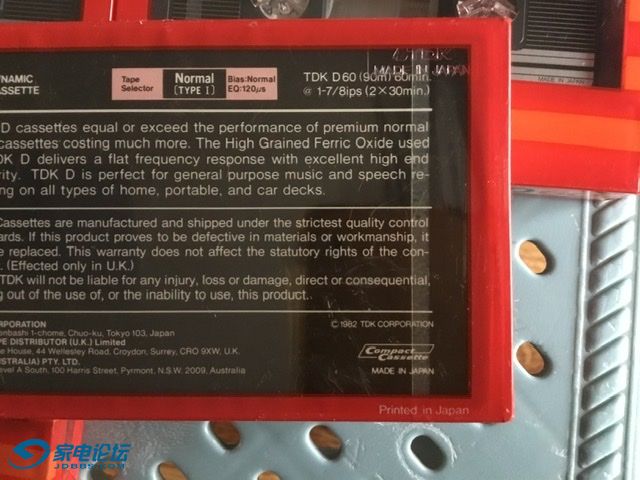 TDK
MADE IN JAPAN
MADE IN JAPAN
YNAMIC
ASSETTE
Tape
Selector
Normal
[TYPE I]
Bias:Normal
EQ:120μs
TDK D60 (90m) 60min.
@ 1-7/8ips (2×30min.)
D cassettes equal or exceed the performance of premium normal
cassettes costing much more. The High Grained Ferric Oxide used
DK D delivers a flat frequency response with excellent high end
rity. TDK D is perfect for general purpose music and speech re-
ng on all types of home, portable, and car decks.
Cassettes are manufactured and shipped under the strictest quality control
ards. If this product proves to be defective in materials or workmanship, it
e replaced. This warranty does not affect the statutory rights of the con-
. (Effected only in U.K.)
TDK will not be liable for any injury, loss or damage, direct or consequential,
g out of the use of, or the inability to use, this product.
RPORATION
enbashi 1-chome, Chuo-ku, Tokyo 103, Japan
PE DISTRIBUTOR (U.K.) Limited
e House, 44 Wellesley Road, Croydon, Surrey, CRO 9XW, U.K.
USTRALIA) PTY. LTD.
evel A South, 100 Harris Street, Pyrmont, N.S.W. 2009, Australia
© 1982 TDK CORPORATION
Compact
Cassette
MADE IN JAPAN
Printed in Japan
家电论坛
JDBBS.COM